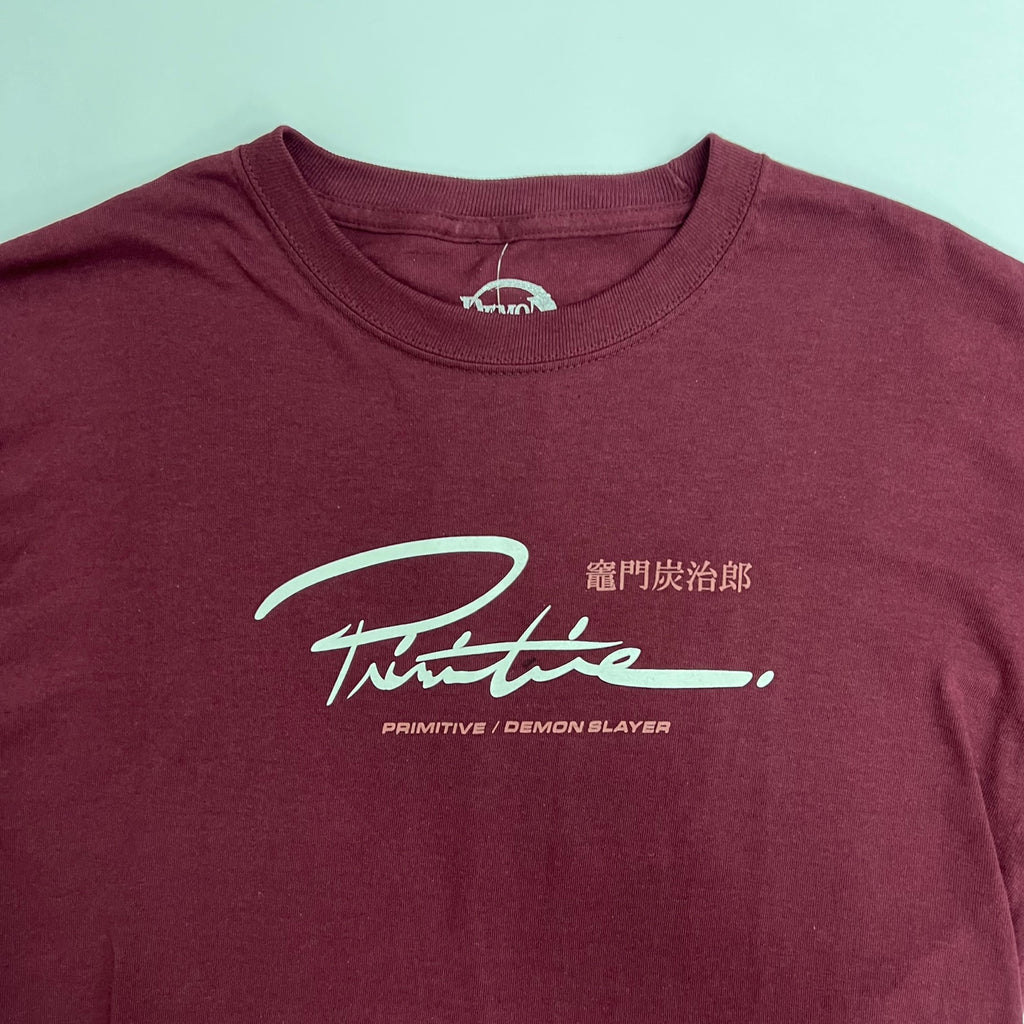 竈門炭治郎
Primitive.
PRIMITIVE / DEMON SLAYER